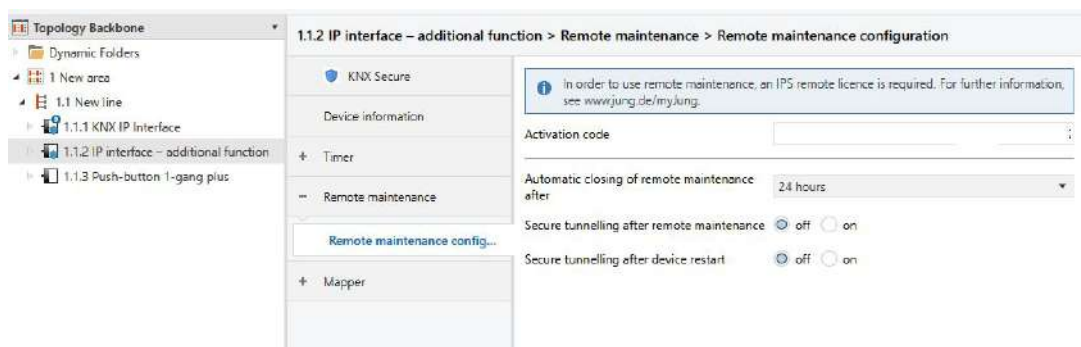 Topology Backbone
Dynamic Folders
1 New area
1.1 New line
1.1.1 KNX IP Interface
1.1.2 IP interface – additional function
1.1.3 Push-button 1-gang plus
1.1.2 IP interface – additional function > Remote maintenance > Remote maintenance configuration
KNX Secure
Device information
+ Timer
– Remote maintenance
Remote maintenance config...
+ Mapper
In order to use remote maintenance, an IPS remote licence is required. For further information,
see www.jung.de/myJung.
Activation code
Automatic closing of remote maintenance
after
24 hours
Secure tunnelling after remote maintenance off on
Secure tunnelling after device restart off on